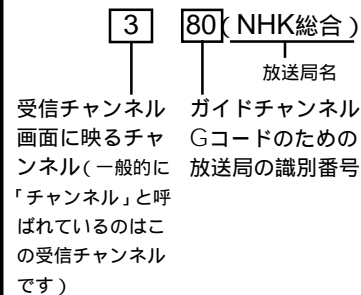 3 80(NHK総合)
放送局名
受信チャンネル
画面に映るチャ
ンネル(一般的に
「チャンネル」と呼
ばれているのはこ
の受信チャンネル
です)
ガイドチャンネル
Gコードのための
放送局の識別番号